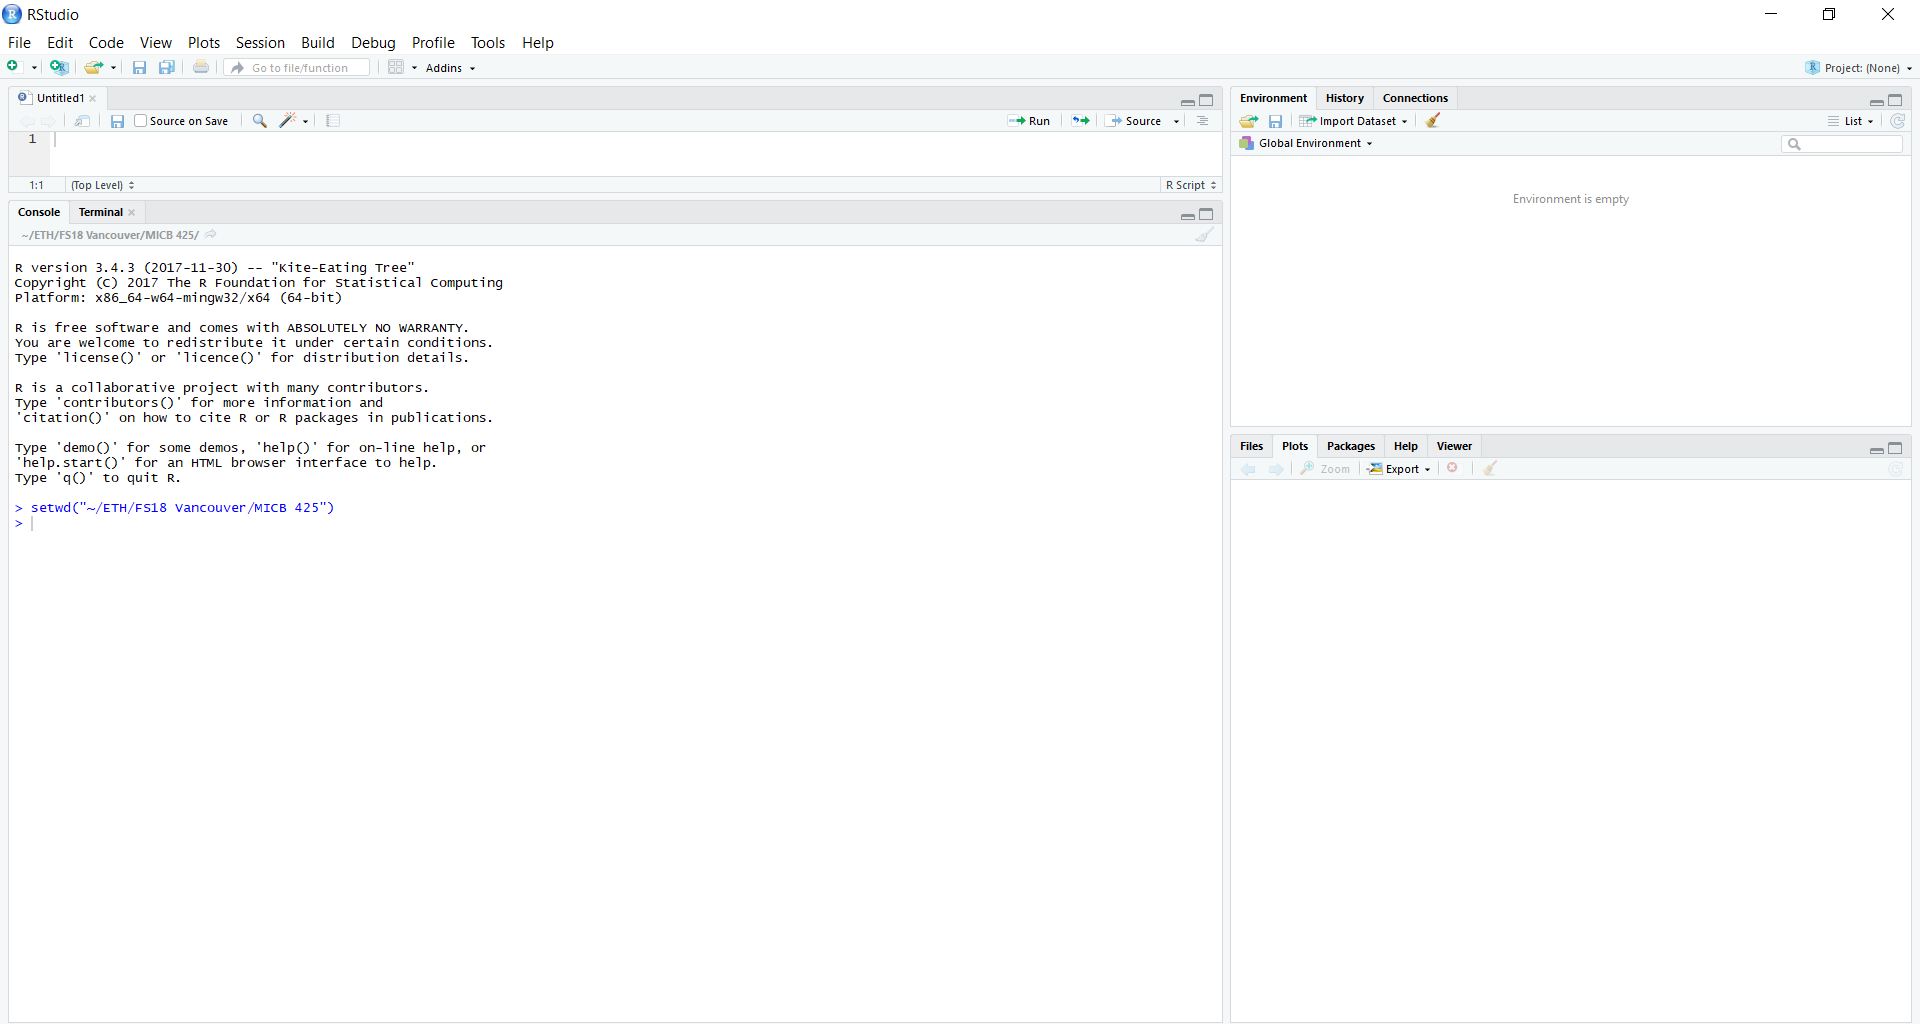 RStudio
File Edit Code View Plots Session Build Debug Profile Tools Help
Go to file/function Addins Project: (None)
Untitled1
Source on Save Run Source
1
1:1 (Top Level) R Script
Console Terminal
~/ETH/FS18 Vancouver/MICB 425/
R version 3.4.3 (2017-11-30) -- "Kite-Eating Tree"
Copyright (C) 2017 The R Foundation for Statistical Computing
Platform: x86_64-w64-mingw32/x64 (64-bit)
R is free software and comes with ABSOLUTELY NO WARRANTY.
You are welcome to redistribute it under certain conditions.
Type 'license()' or 'licence()' for distribution details.
R is a collaborative project with many contributors.
Type 'contributors()' for more information and
'citation()' on how to cite R or R packages in publications.
Type 'demo()' for some demos, 'help()' for on-line help, or
'help.start()' for an HTML browser interface to help.
Type 'q()' to quit R.
> setwd("~/ETH/FS18 Vancouver/MICB 425")
>
Environment History Connections
Import Dataset List
Global Environment
Environment is empty
Files Plots Packages Help Viewer
Zoom Export